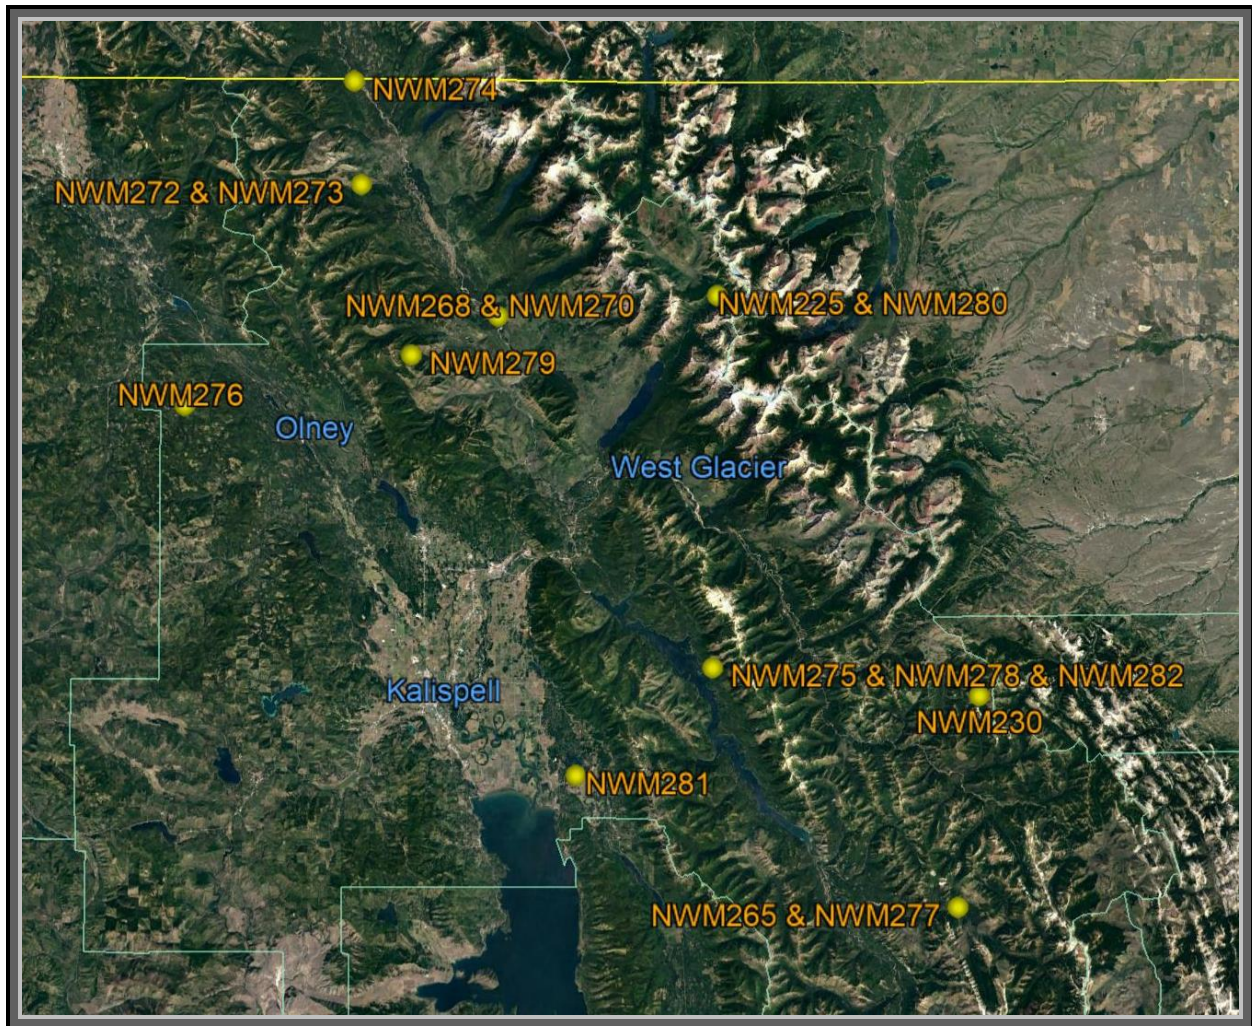 NWM274
NWM272 & NWM273
NWM268 & NWM270
NWM225 & NWM280
NWM279
NWM276
Olney
West Glacier
NWM275 & NWM278 & NWM282
Kalispell
NWM230
NWM281
NWM265 & NWM277